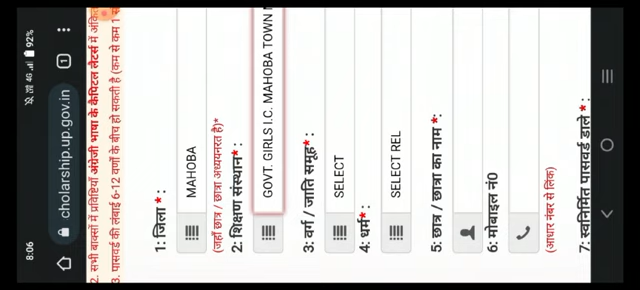 8:06
4G 92%
cholarship.up.gov.in
1
2. सभी बाक्सों में प्रविष्टियाँ अंग्रेजी भाषा के कैपिटल लेटर्स में
3. पासवर्ड की लंबाई 6-12 वर्णों के बीच हो सकती है (कम से कम 1
1: जिला * :
MAHOBA
(जहाँ छात्र / छात्रा अध्ययनरत है)*
2: शिक्षण संस्थान* :
GOVT. GIRLS I.C. MAHOBA TOWN
3: वर्ग / जाति समूह* :
SELECT
4: धर्म* :
SELECT REL
5: छात्र / छात्रा का नाम *:
6: मोबाइल नं0
(आधार नंबर से लिंक)
7: स्वनिर्मित पासवर्ड डाले * :